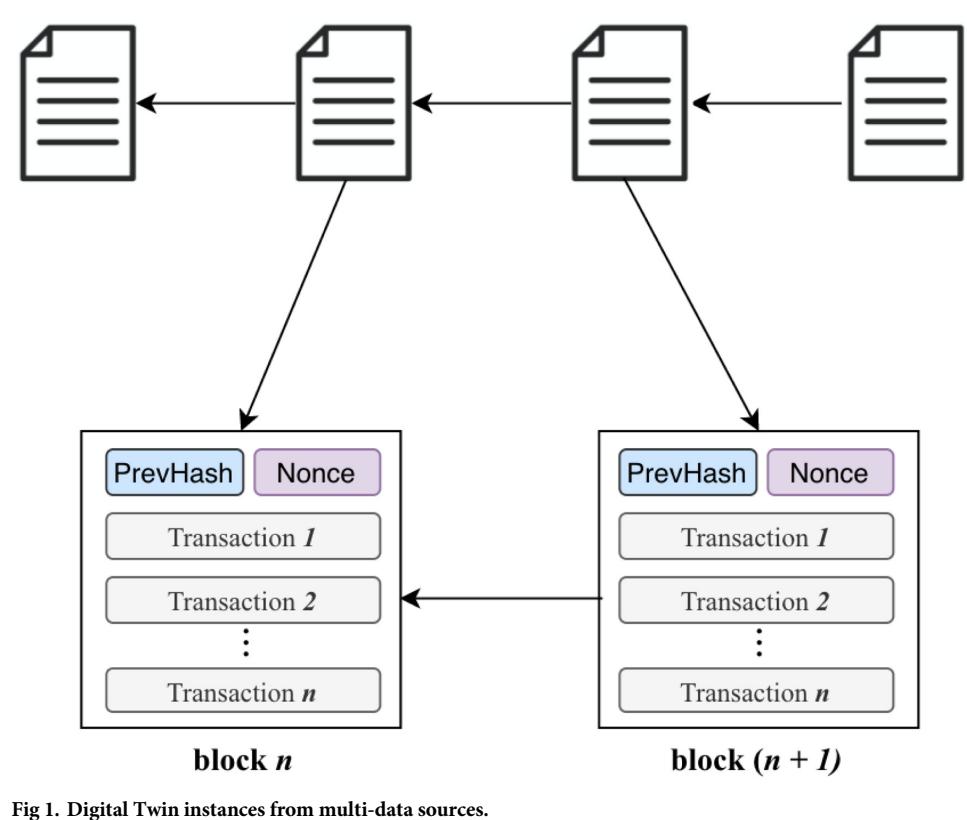 PrevHash Nonce
Transaction 1
Transaction 2
⋮
Transaction n
block n
PrevHash Nonce
Transaction 1
Transaction 2
⋮
Transaction n
block (n + 1)
Fig 1. Digital Twin instances from multi-data sources.